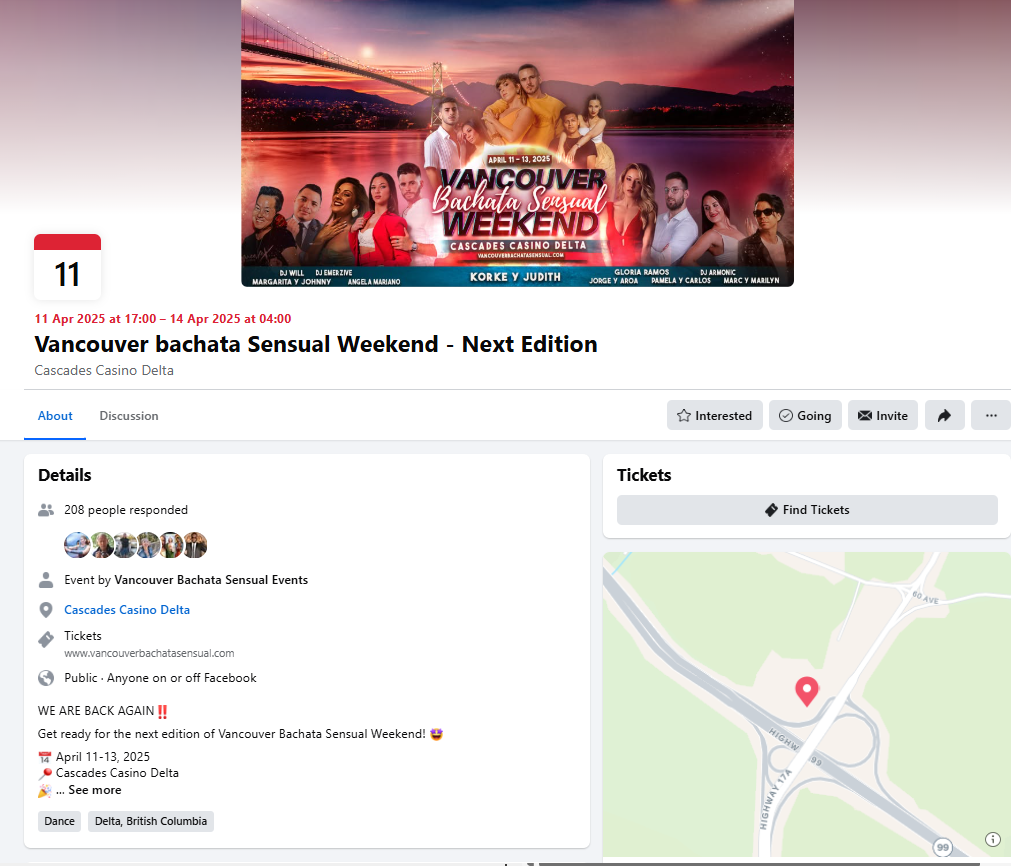 APRIL 11 - 13, 2025
VANCOUVER
Bachata Sensual
WEEKEND
CASCADES CASINO DELTA
VANCOUVERBACHATASENSUAL.COM
DJ WILL DJ EMERZIVE
MARGARITA Y JOHNNY ANGELA MARIANO
KORKE Y JUDITH
GLORIA RAMOS DJ ARMONIC
JORGE Y AROA PAMELA Y CARLOS MARC Y MARILYN
11
11 Apr 2025 at 17:00 – 14 Apr 2025 at 04:00
Vancouver bachata Sensual Weekend - Next Edition
Cascades Casino Delta
About
Discussion
Interested
Going
Invite
Details
208 people responded
Event by Vancouver Bachata Sensual Events
Cascades Casino Delta
Tickets
www.vancouverbachatasensual.com
Public · Anyone on or off Facebook
WE ARE BACK AGAIN‼️
Get ready for the next edition of Vancouver Bachata Sensual Weekend! 🤩
📅 April 11-13, 2025
📍 Cascades Casino Delta
🎉 ... See more
Dance
Delta, British Columbia
Tickets
Find Tickets
60 AVE
HIGHWAY 99
HIGHWAY 17A
99